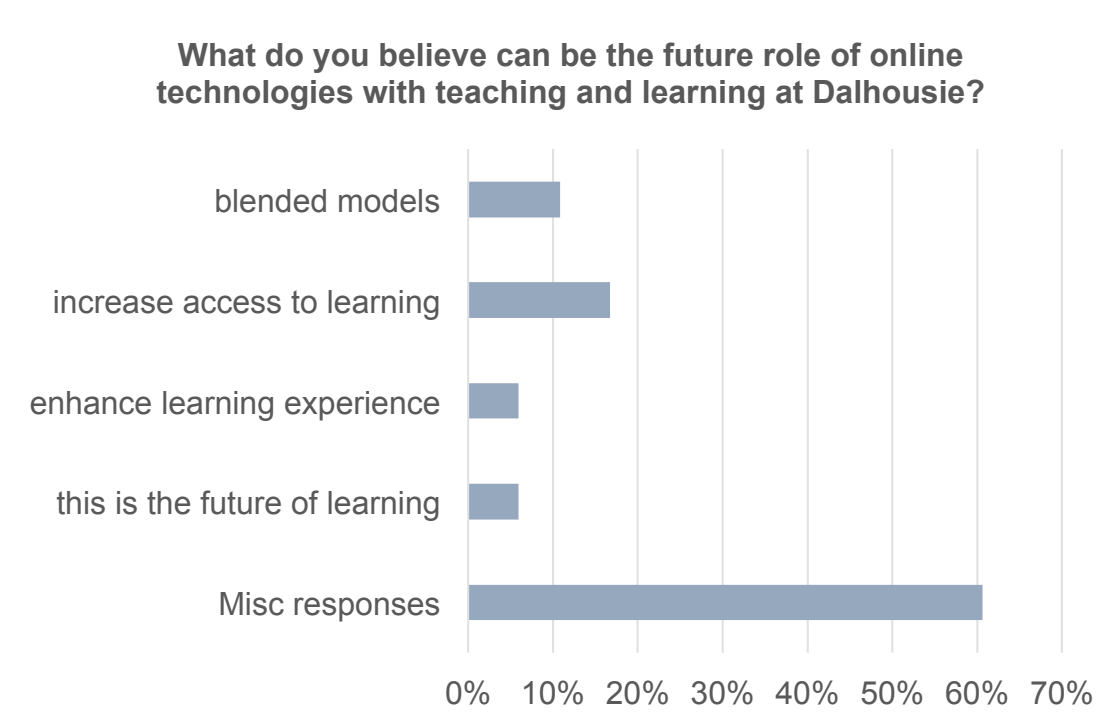 What do you believe can be the future role of online
technologies with teaching and learning at Dalhousie?
blended models
increase access to learning
enhance learning experience
this is the future of learning
Misc responses
0% 10% 20% 30% 40% 50% 60% 70%